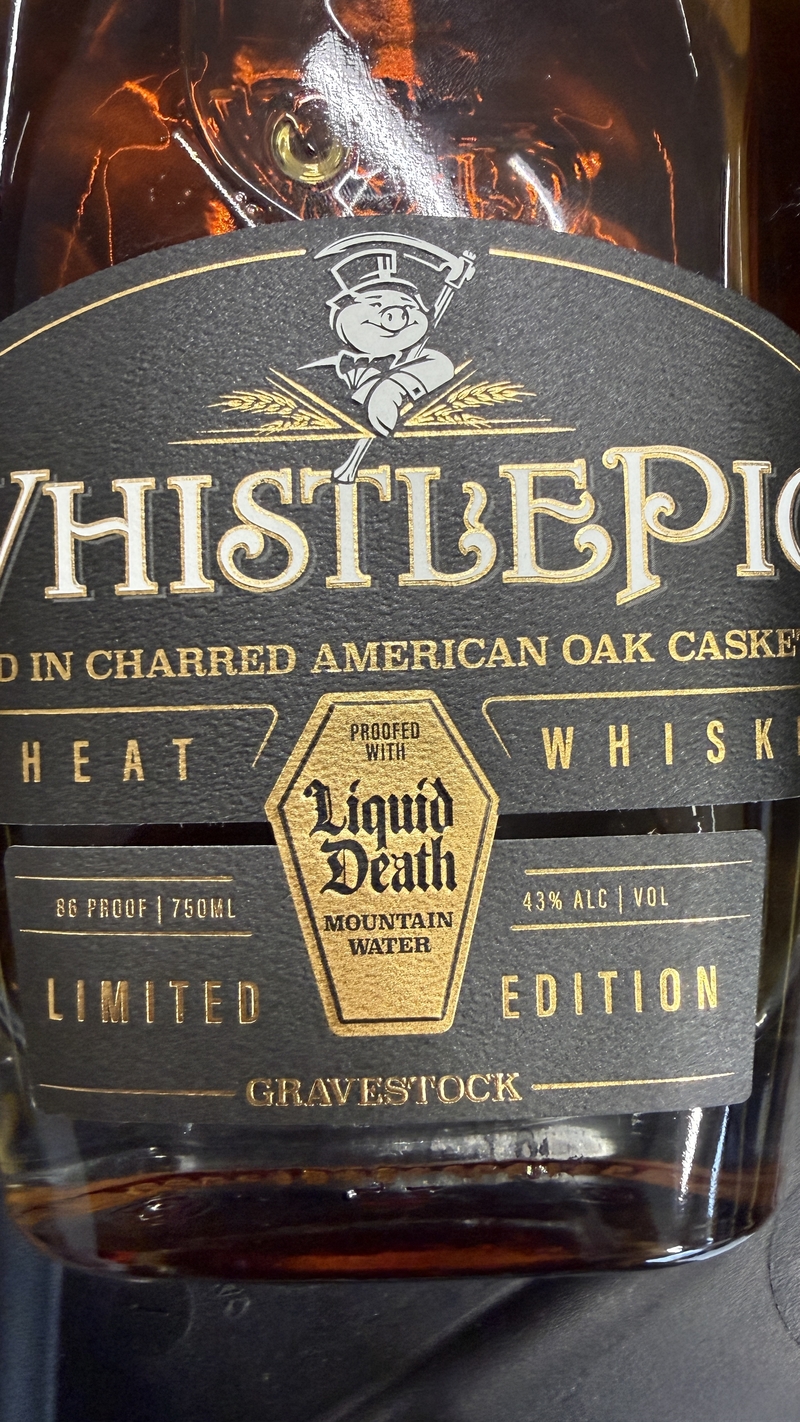 WHISTLEPIG
D IN CHARRED AMERICAN OAK CASKET
HEAT WHISK
PROOFED
WITH
Liquid
Death
MOUNTAIN
WATER
86 PROOF | 750ML
43% ALC | VOL
LIMITED EDITION
GRAVESTOCK